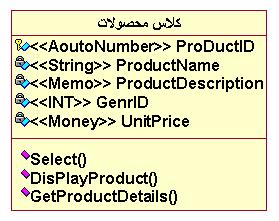 کلاس محصولات
<<AoutoNumber>> ProDuctID
<<String>> ProductName
<<Memo>> ProductDescription
<<INT>> GenrID
<<Money>> UnitPrice
Select()
DisPlayProduct()
GetProductDetails()